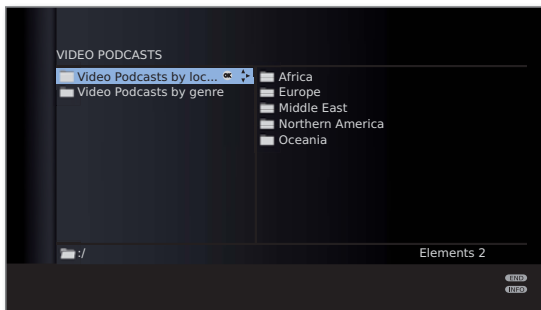 VIDEO PODCASTS
Video Podcasts by loc... OK
Video Podcasts by genre
Africa
Europe
Middle East
Northern America
Oceania
:/
Elements 2
END
INFO